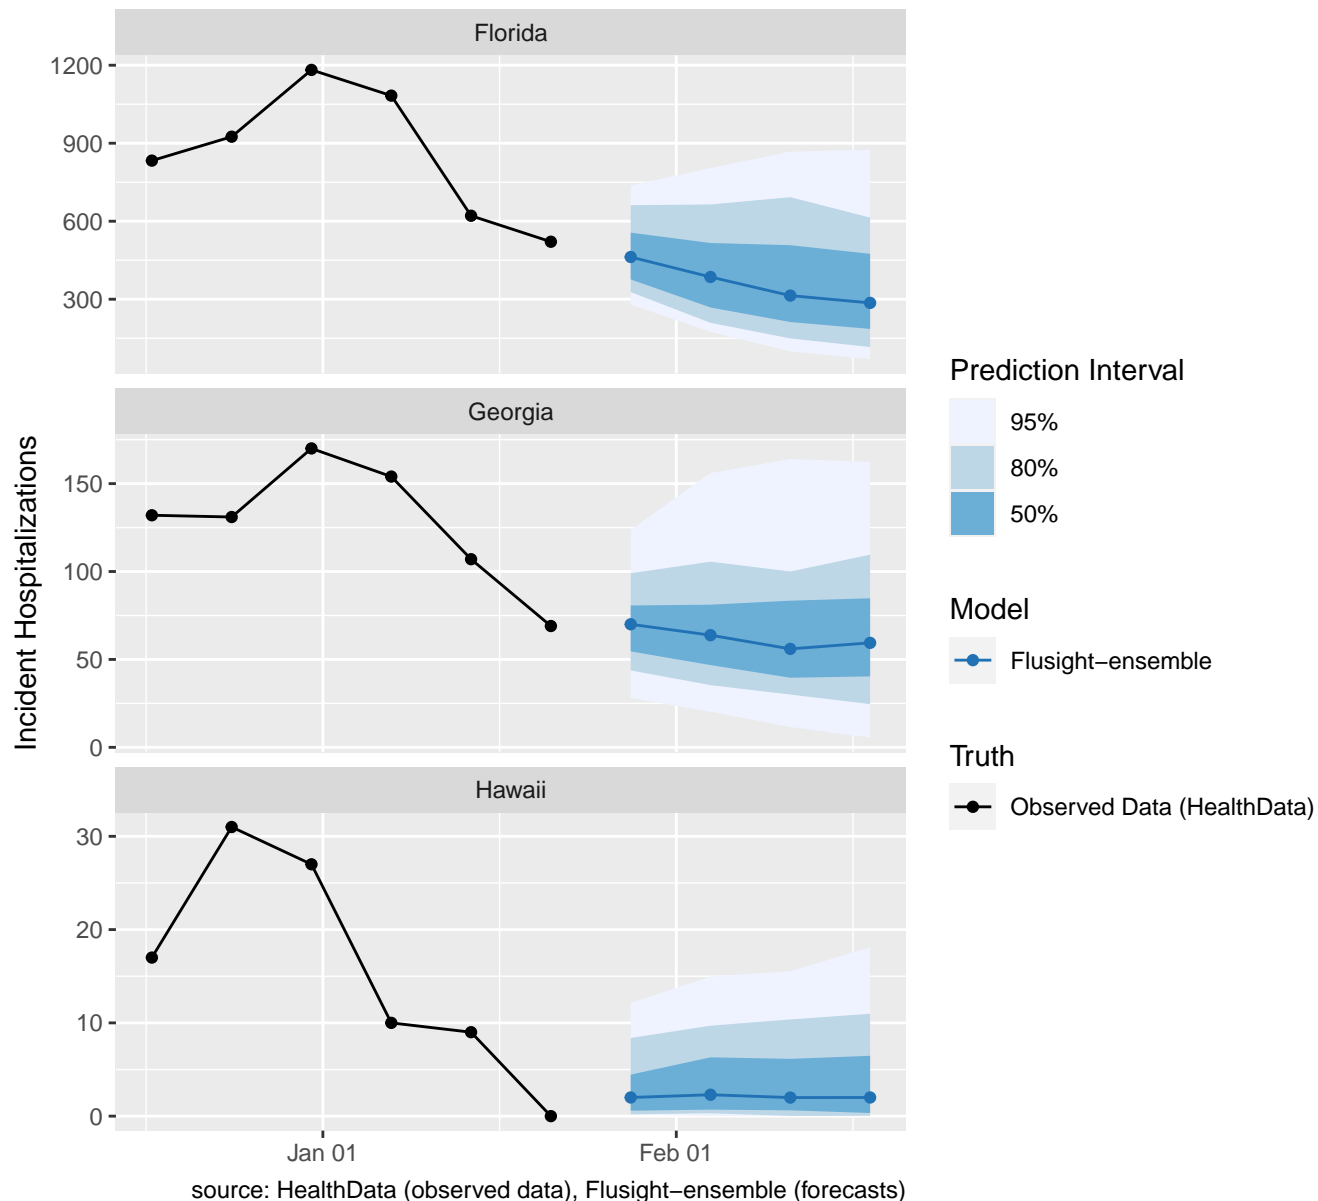 Florida
1200
900
600
300
Georgia
150
100
50
0
Hawaii
30
20
10
0
Jan 01
Feb 01
Incident Hospitalizations
source: HealthData (observed data), Flusight−ensemble (forecasts)
Prediction Interval
95%
80%
50%
Model
Flusight−ensemble
Truth
Observed Data (HealthData)